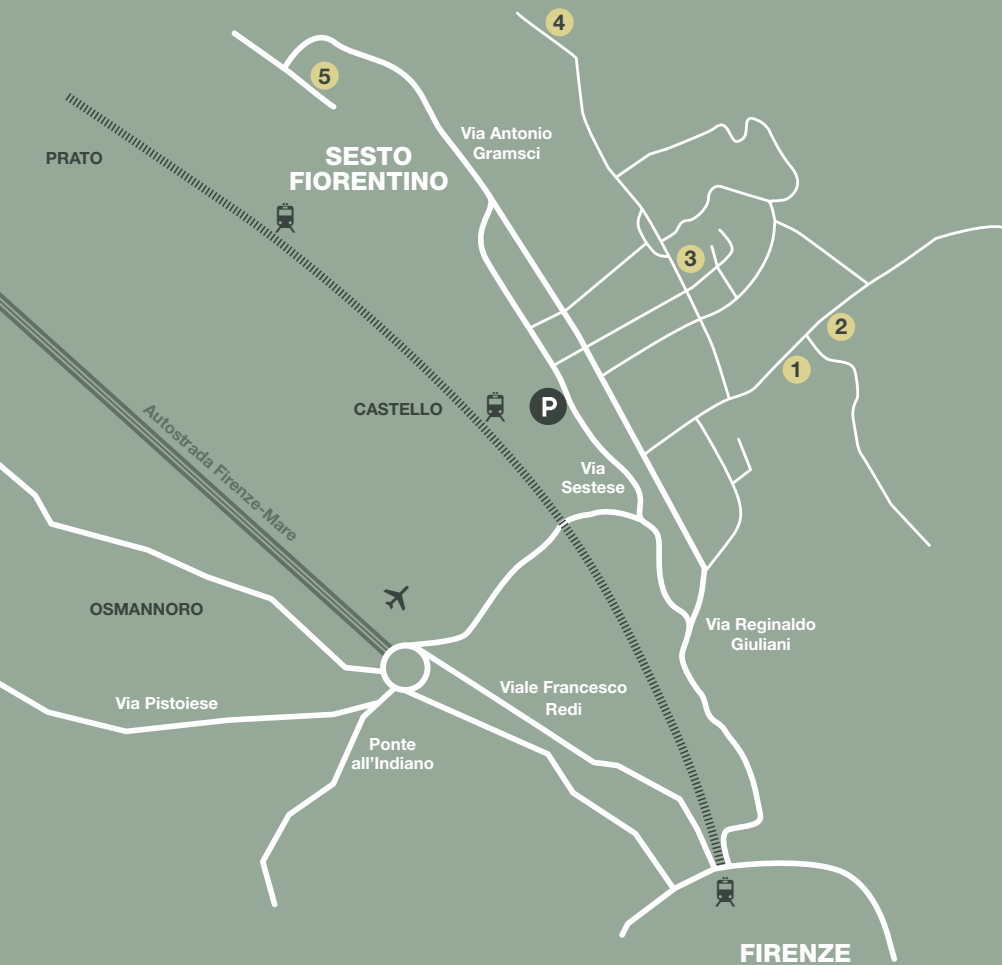 4
5
Via Antonio
Gramsci
PRATO
SESTO
FIORENTINO
3
2
1
CASTELLO
P
Autostrada Firenze-Mare
Via
Sestese
OSMANNORO
Via Reginaldo
Giuliani
Viale Francesco
Redi
Via Pistoiese
Ponte
all’Indiano
FIRENZE